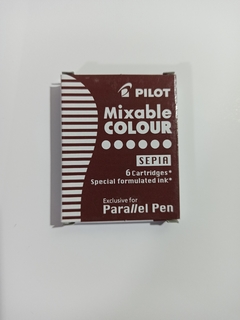 PILOT
Mixable
COLOUR
SEPIA
6 Cartridges*
Special formulated ink*
Exclusive for
Parallel Pen